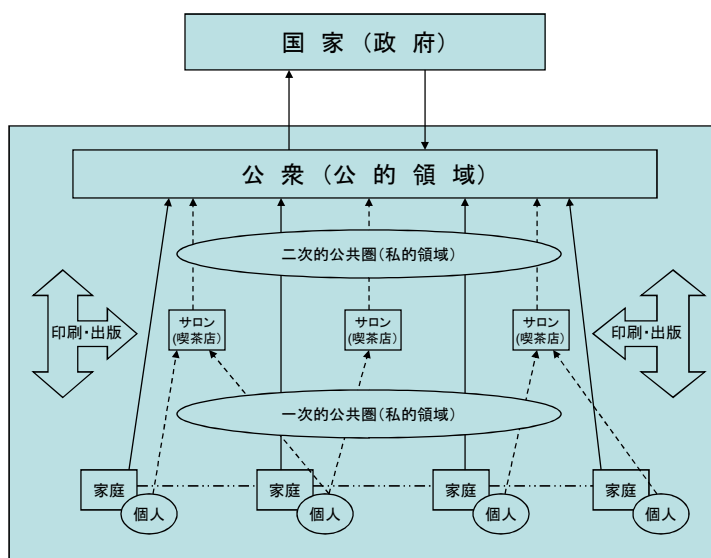 国 家 （政 府）
公 衆 （公 的 領 域）
二次的公共圏（私的領域）
印刷・出版
サロン
(喫茶店)
サロン
(喫茶店)
サロン
(喫茶店)
印刷・出版
一次的公共圏（私的領域）
家庭
個人
家庭
個人
家庭
個人
家庭
個人